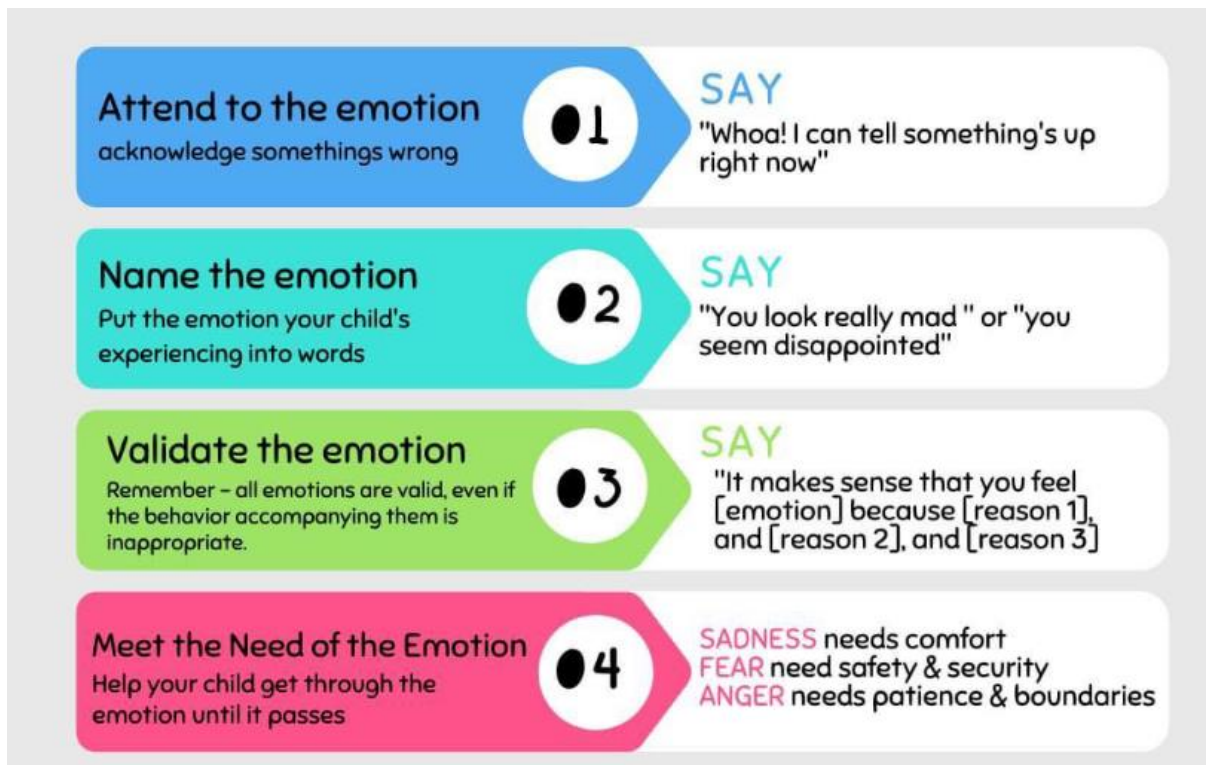 Attend to the emotion
acknowledge somethings wrong
01
SAY
"Whoa! I can tell something's up
right now"
Name the emotion
Put the emotion your child's
experiencing into words
02
SAY
"You look really mad " or "you
seem disappointed"
Validate the emotion
Remember – all emotions are valid, even if
the behavior accompanying them is
inappropriate.
03
SAY
"It makes sense that you feel
[emotion] because [reason 1],
and [reason 2], and [reason 3]
Meet the Need of the Emotion
Help your child get through the
emotion until it passes
04
SADNESS needs comfort
FEAR need safety & security
ANGER needs patience & boundaries